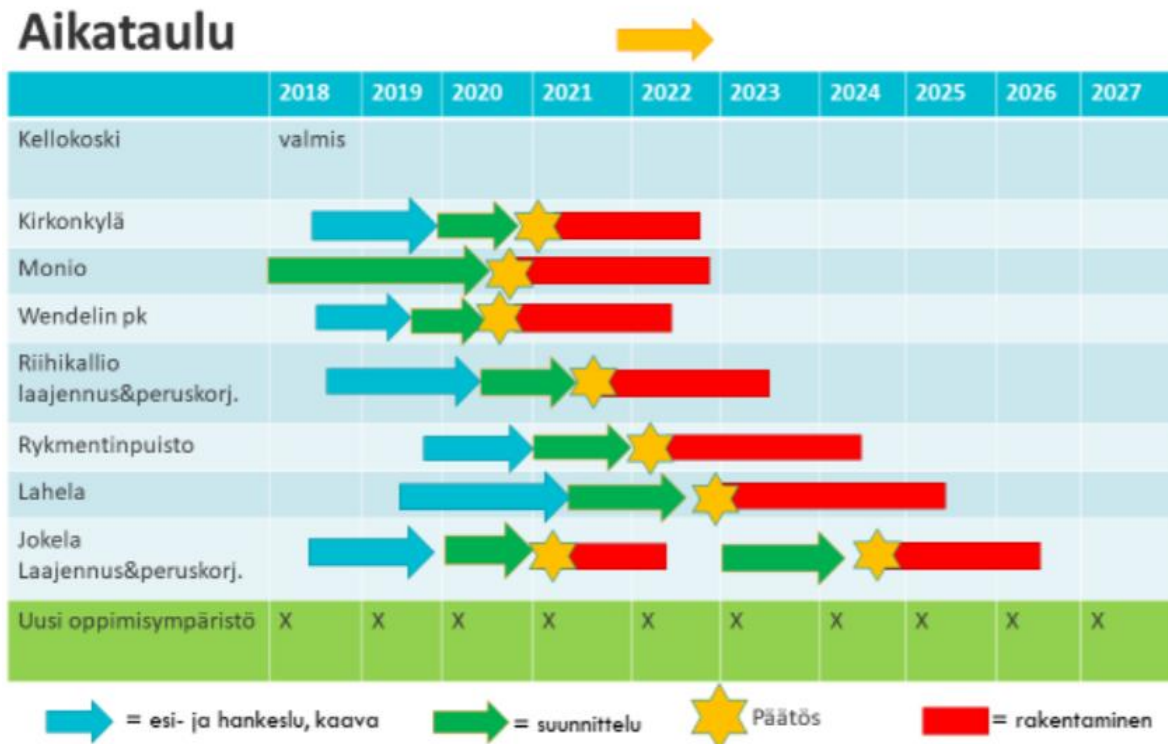 Aikataulu
2018 2019 2020 2021 2022 2023 2024 2025 2026 2027
Kellokoski valmis
Kirkonkylä
Monio
Wendelin pk
Riihikallio
laajennus&peruskorj.
Rykmentinpuisto
Lahela
Jokela
Laajennus&peruskorj.
Uusi oppimisympäristö X X X X X X X X X X
= esi- ja hankeslu, kaava = suunnittelu Päätös = rakentaminen